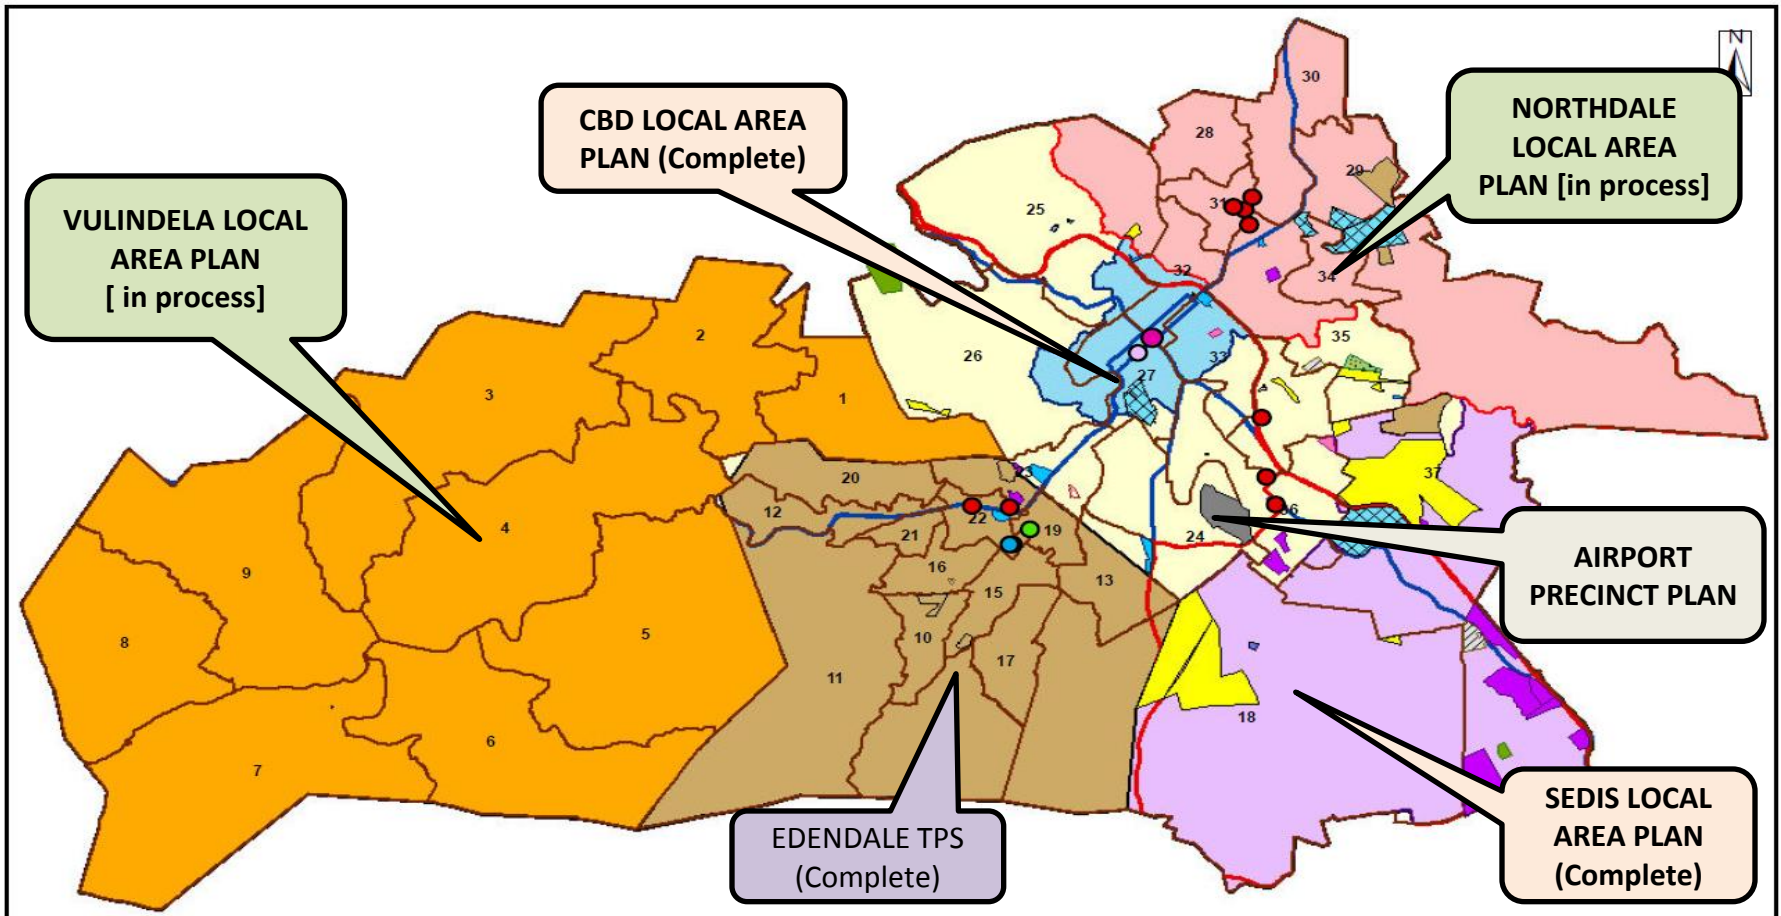 N
30
CBD LOCAL AREA
PLAN (Complete)
NORTHDALE
LOCAL AREA
PLAN [in process]
28
29
VULINDELA LOCAL
AREA PLAN
[ in process]
25
31
32
34
2
26
33
35
27
3
1
20
37
12
22
19
4
21
24
36
9
16
13
AIRPORT
PRECINCT PLAN
15
8
5
10
17
11
18
6
7
EDENDALE TPS
(Complete)
SEDIS LOCAL
AREA PLAN
(Complete)